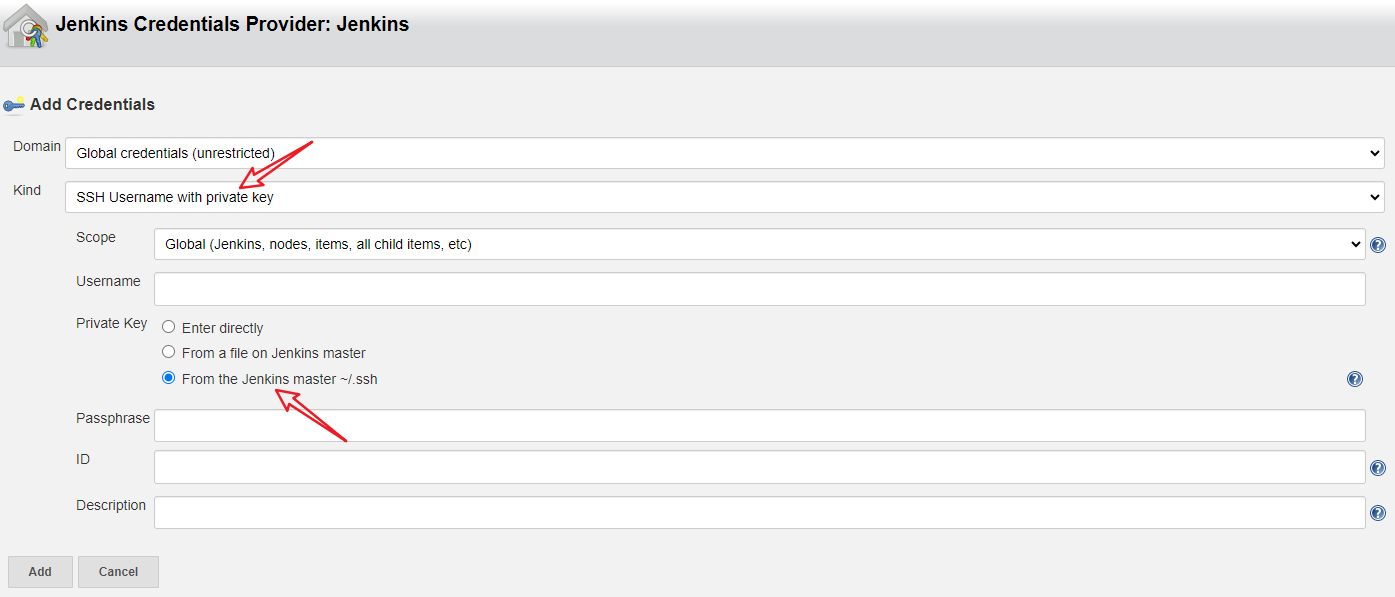 Jenkins Credentials Provider: Jenkins
Add Credentials
Domain
Global credentials (unrestricted)
Kind
SSH Username with private key
Scope
Global (Jenkins, nodes, items, all child items, etc)
Username
Private Key
Enter directly
From a file on Jenkins master
From the Jenkins master ~/.ssh
Passphrase
ID
Description
Add
Cancel